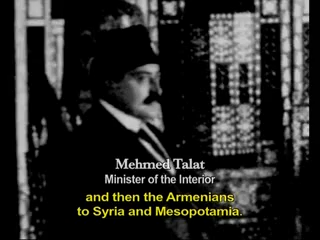 Mehmed Talat
Minister of the Interior
and then the Armenians
to Syria and Mesopotamia.